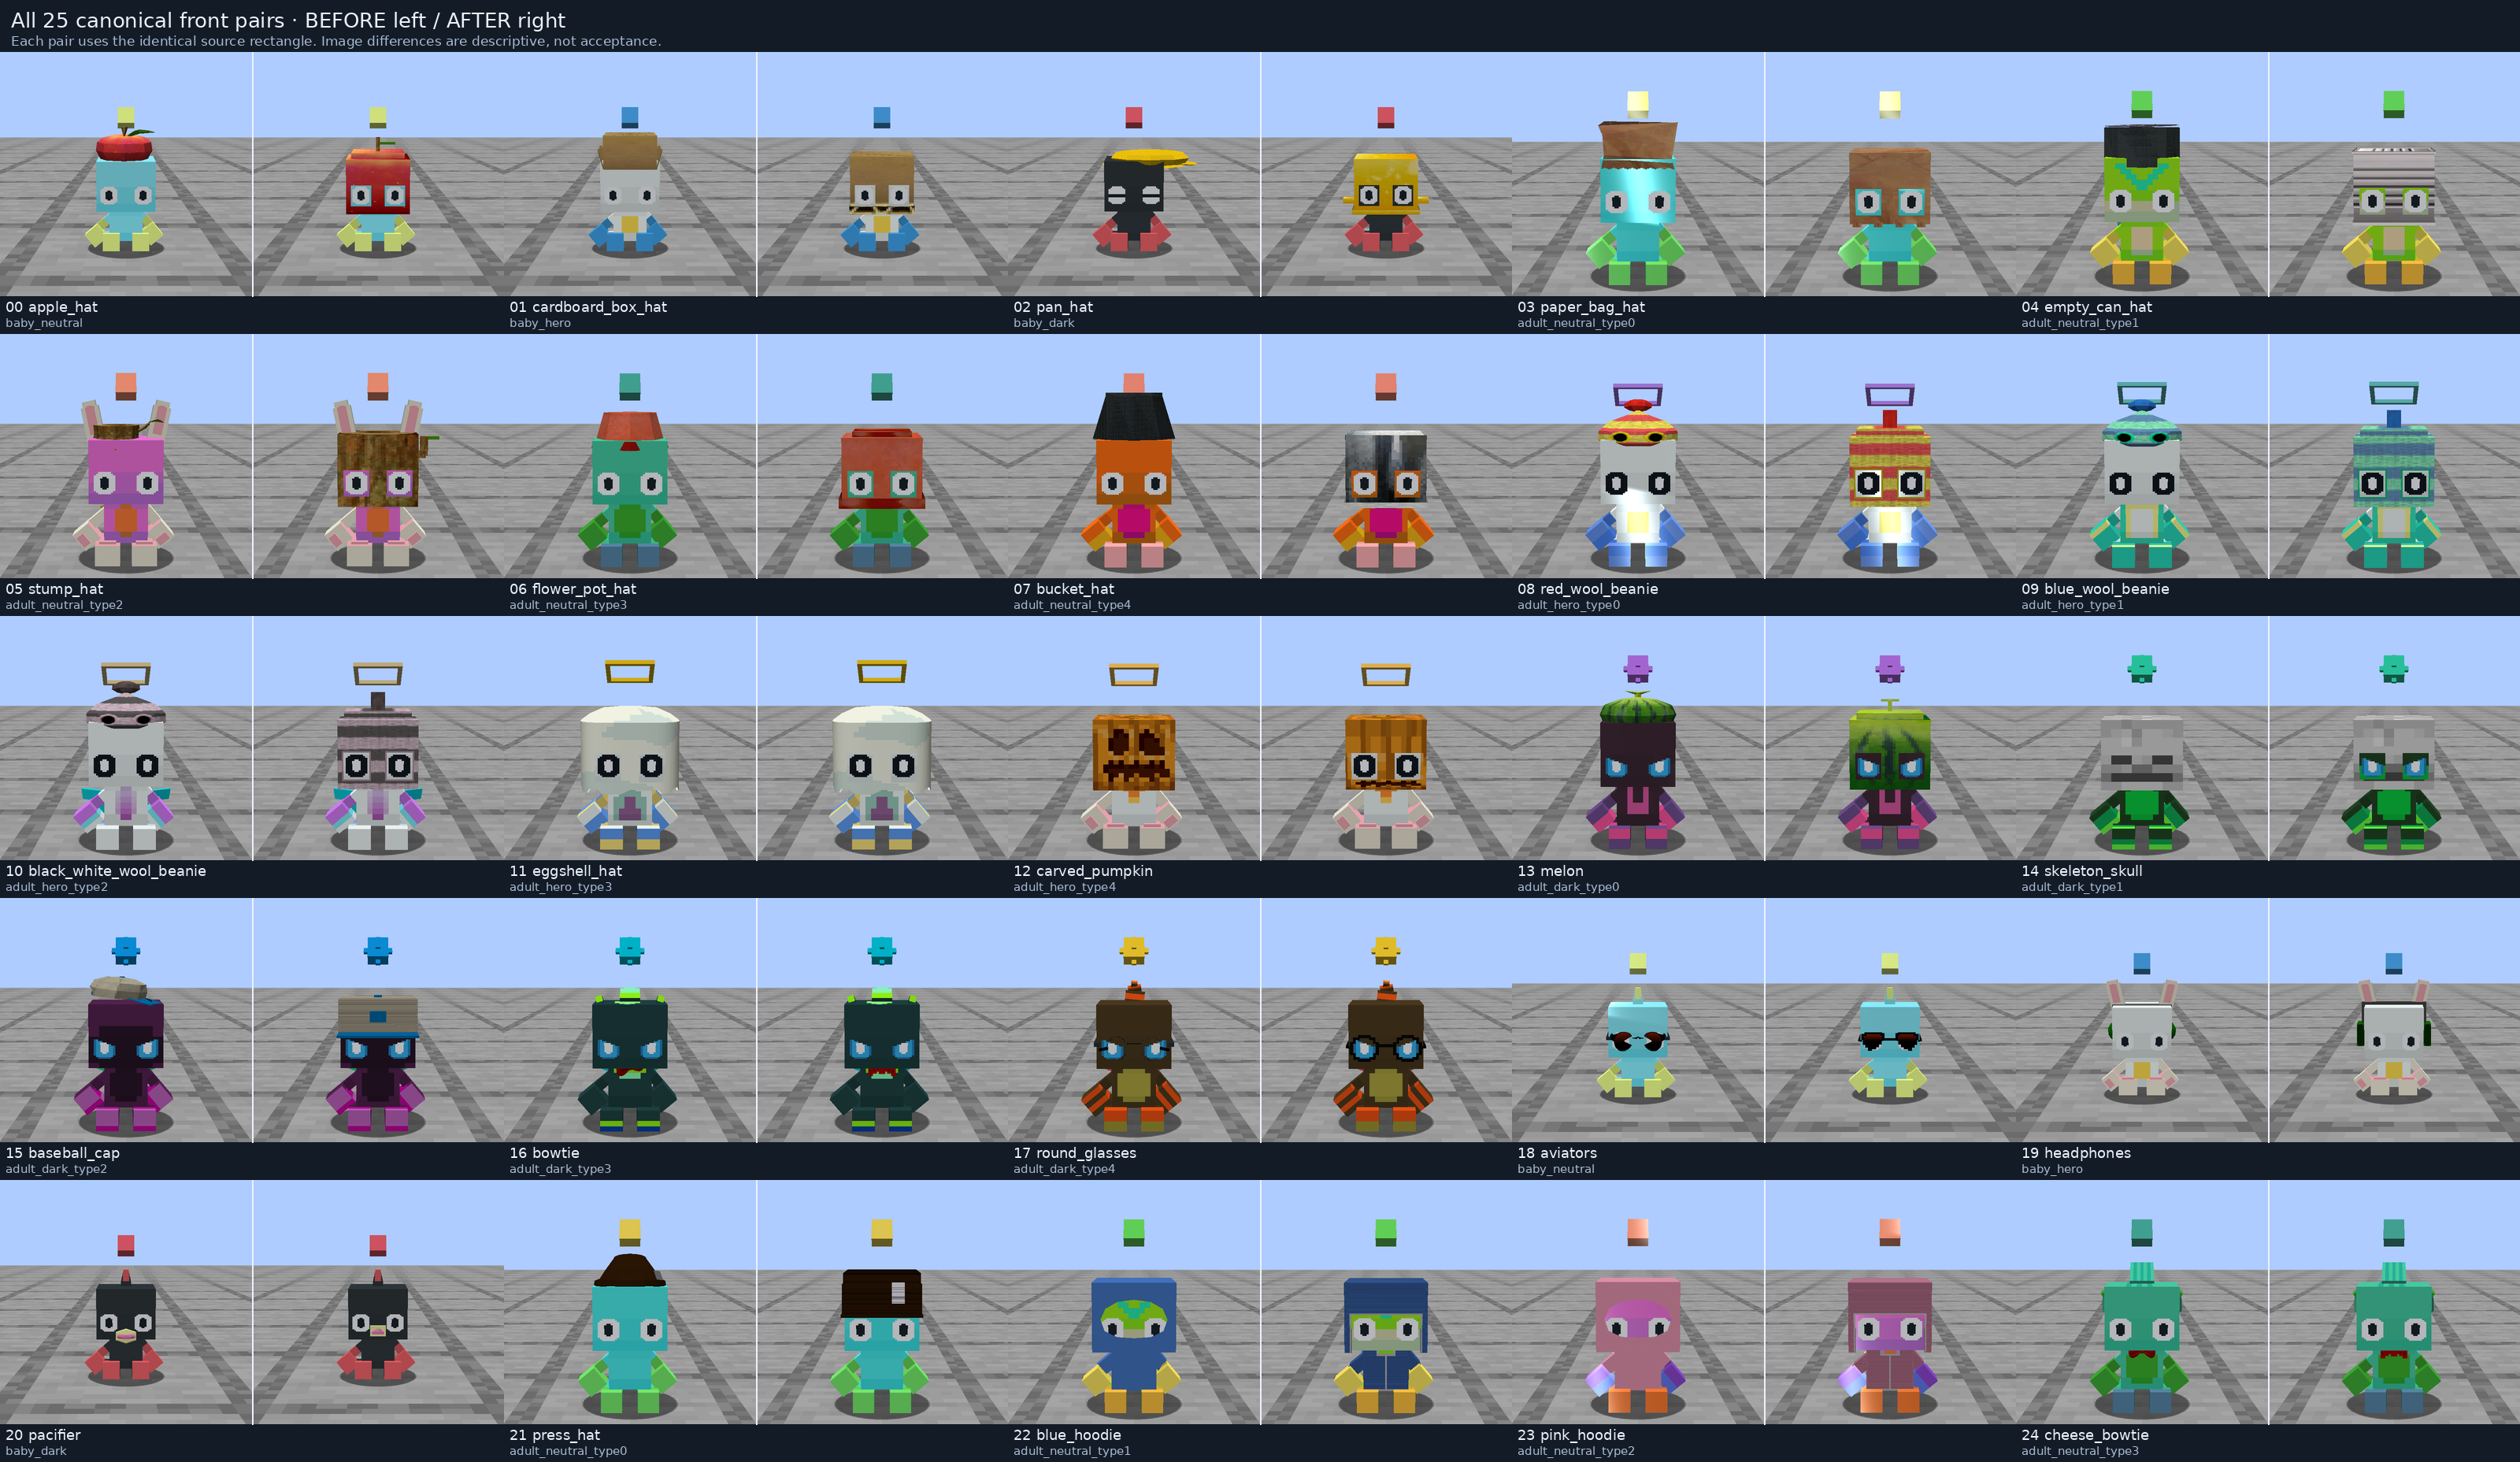 All 25 canonical front pairs · BEFORE left / AFTER right
Each pair uses the identical source rectangle. Image differences are descriptive, not acceptance.
00 apple_hat
baby_neutral
01 cardboard_box_hat
baby_hero
02 pan_hat
baby_dark
03 paper_bag_hat
adult_neutral_type0
04 empty_can_hat
adult_neutral_type1
05 stump_hat
adult_neutral_type2
06 flower_pot_hat
adult_neutral_type3
07 bucket_hat
adult_neutral_type4
08 red_wool_beanie
adult_hero_type0
09 blue_wool_beanie
adult_hero_type1
10 black_white_wool_beanie
adult_hero_type2
11 eggshell_hat
adult_hero_type3
12 carved_pumpkin
adult_hero_type4
13 melon
adult_dark_type0
14 skeleton_skull
adult_dark_type1
15 baseball_cap
adult_dark_type2
16 bowtie
adult_dark_type3
17 round_glasses
adult_dark_type4
18 aviators
baby_neutral
19 headphones
baby_hero
20 pacifier
baby_dark
21 press_hat
adult_neutral_type0
22 blue_hoodie
adult_neutral_type1
23 pink_hoodie
adult_neutral_type2
24 cheese_bowtie
adult_neutral_type3